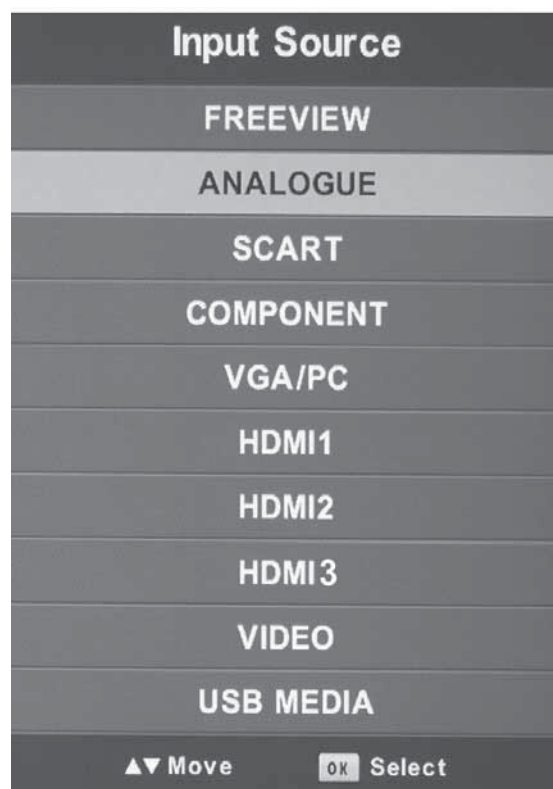 Input Source
FREEVIEW
ANALOGUE
SCART
COMPONENT
VGA/PC
HDMI1
HDMI2
HDMI3
VIDEO
USB MEDIA
▲▼ Move OK Select